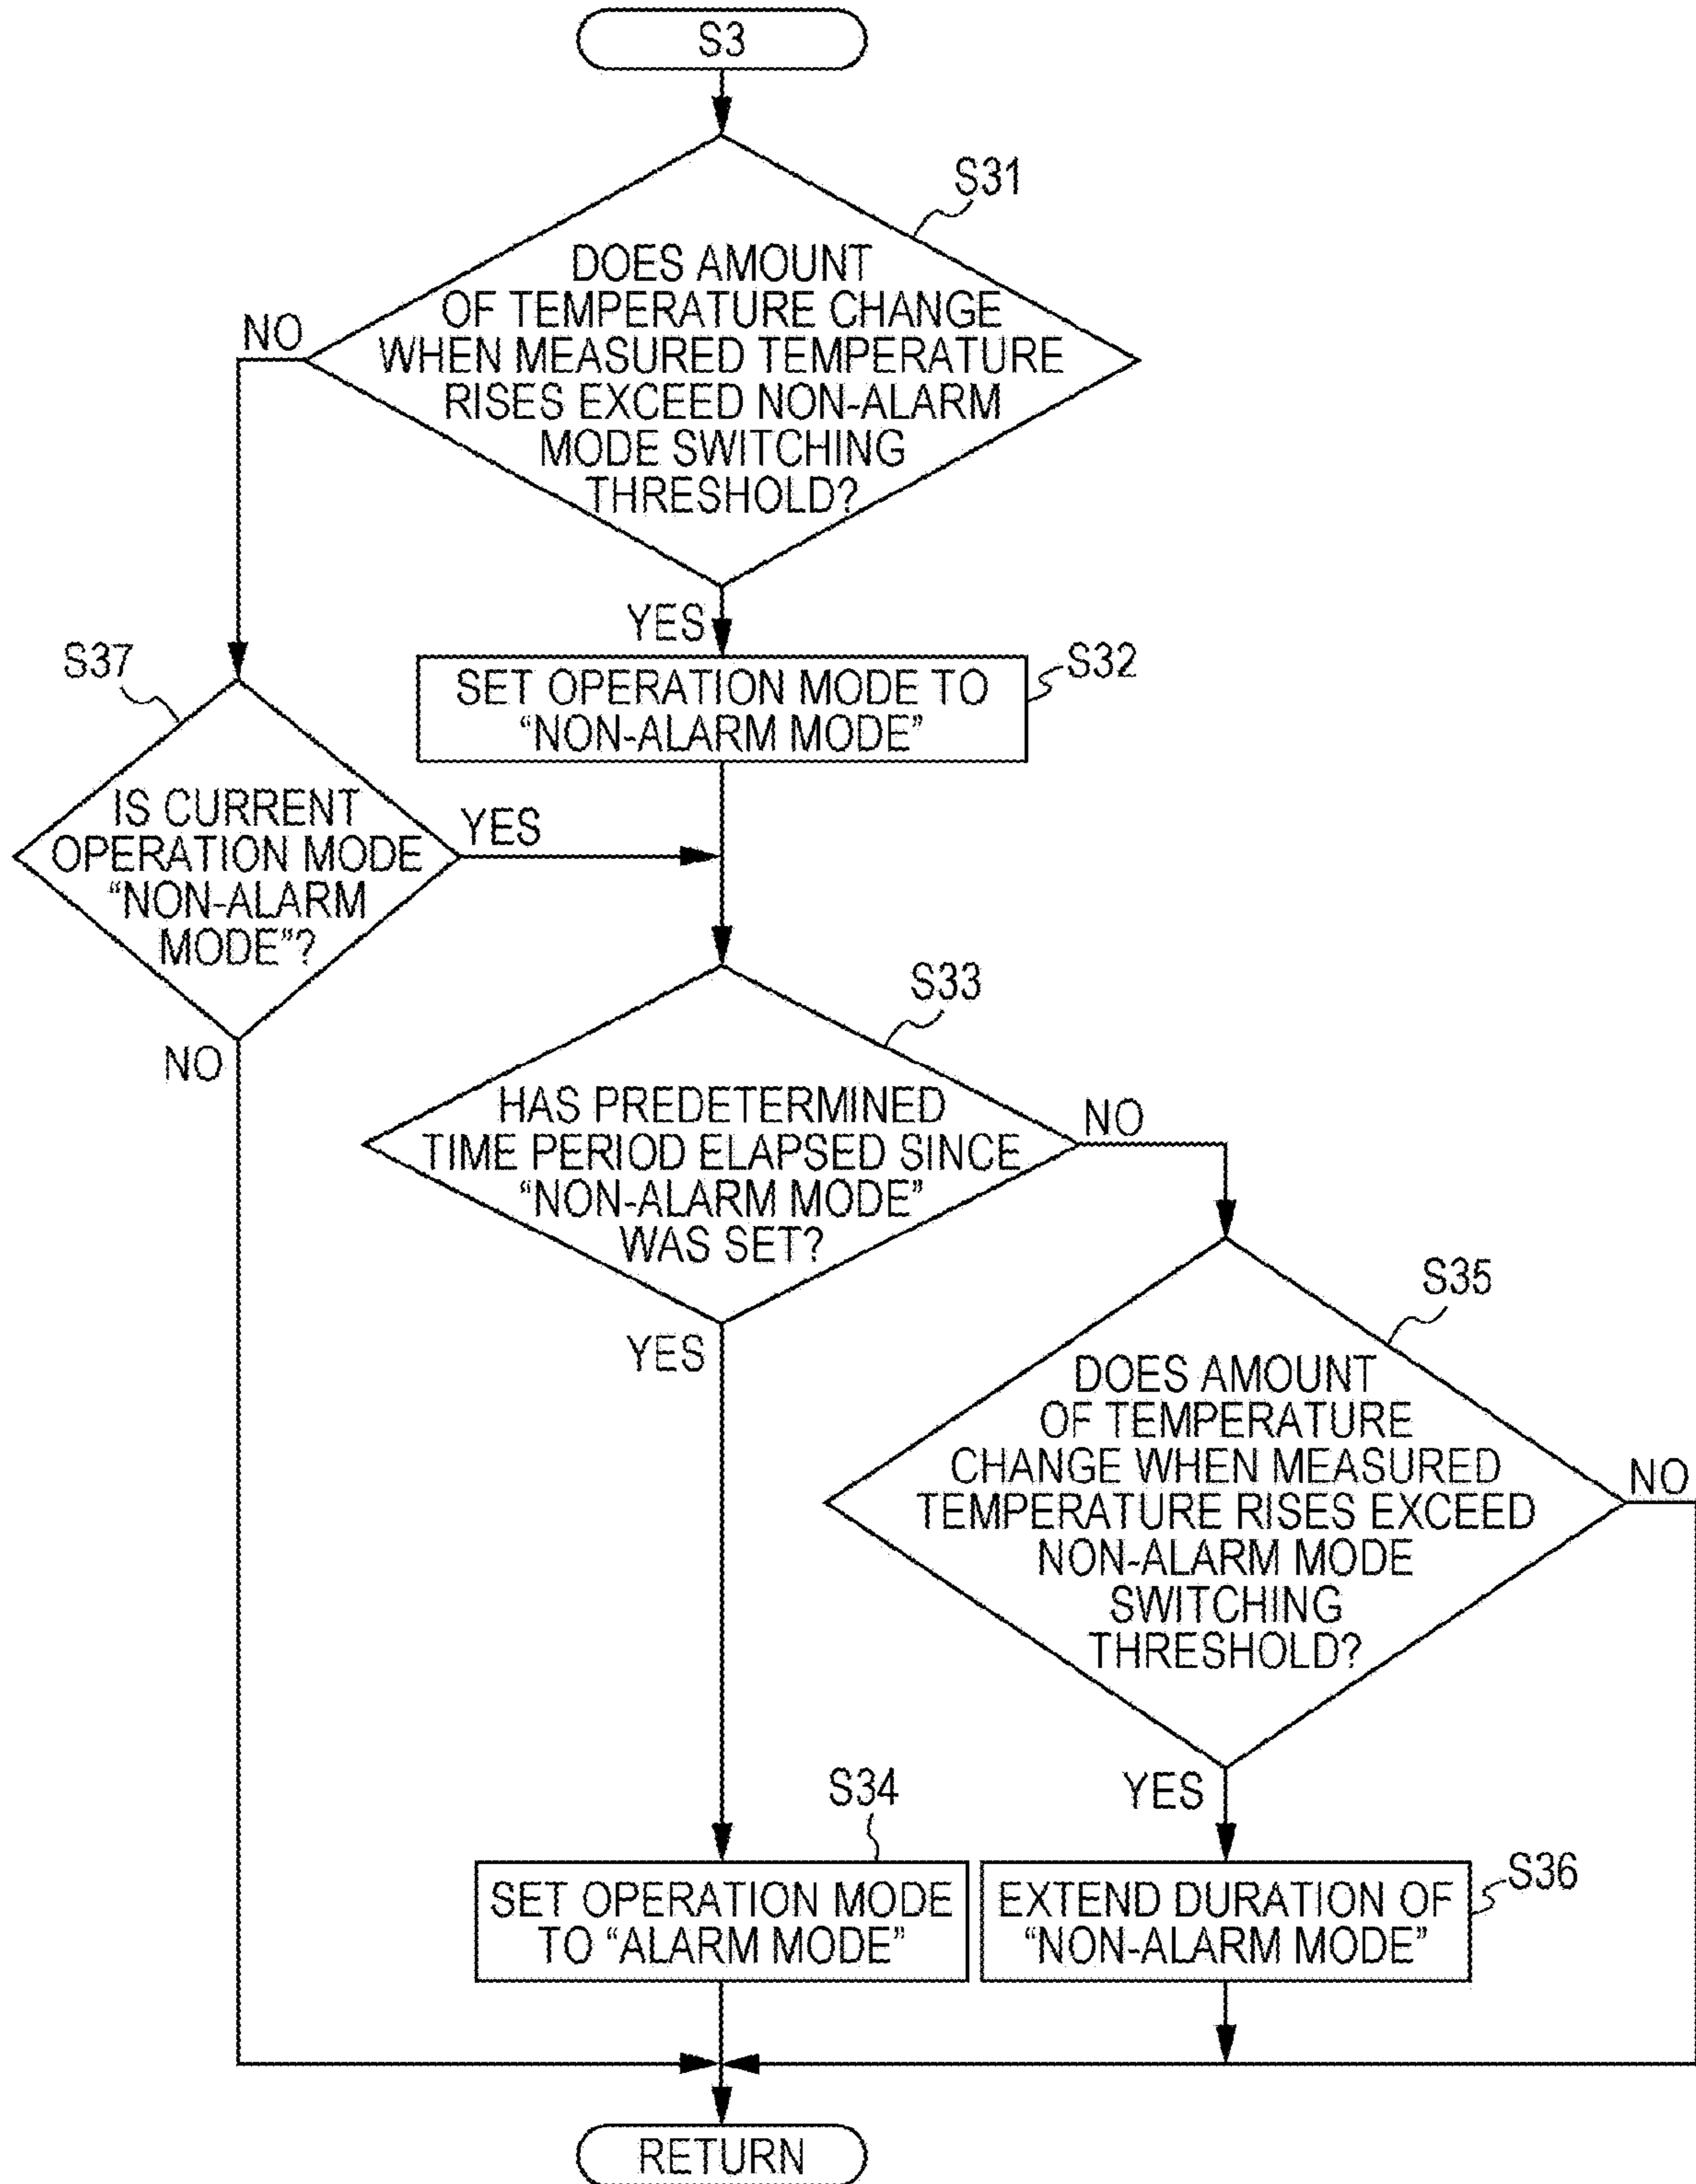 S3
S31
DOES AMOUNT
OF TEMPERATURE CHANGE
WHEN MEASURED TEMPERATURE
RISES EXCEED NON-ALARM
MODE SWITCHING
THRESHOLD?
NO
YES
S37
S32
SET OPERATION MODE TO
“NON-ALARM MODE”
IS CURRENT
OPERATION MODE
“NON-ALARM
MODE”?
YES
NO
S33
HAS PREDETERMINED
TIME PERIOD ELAPSED SINCE
“NON-ALARM MODE”
WAS SET?
NO
YES
S35
DOES AMOUNT
OF TEMPERATURE
CHANGE WHEN MEASURED
TEMPERATURE RISES EXCEED
NON-ALARM MODE
SWITCHING
THRESHOLD?
NO
YES
S34
SET OPERATION MODE
TO “ALARM MODE”
S36
EXTEND DURATION OF
“NON-ALARM MODE”
RETURN